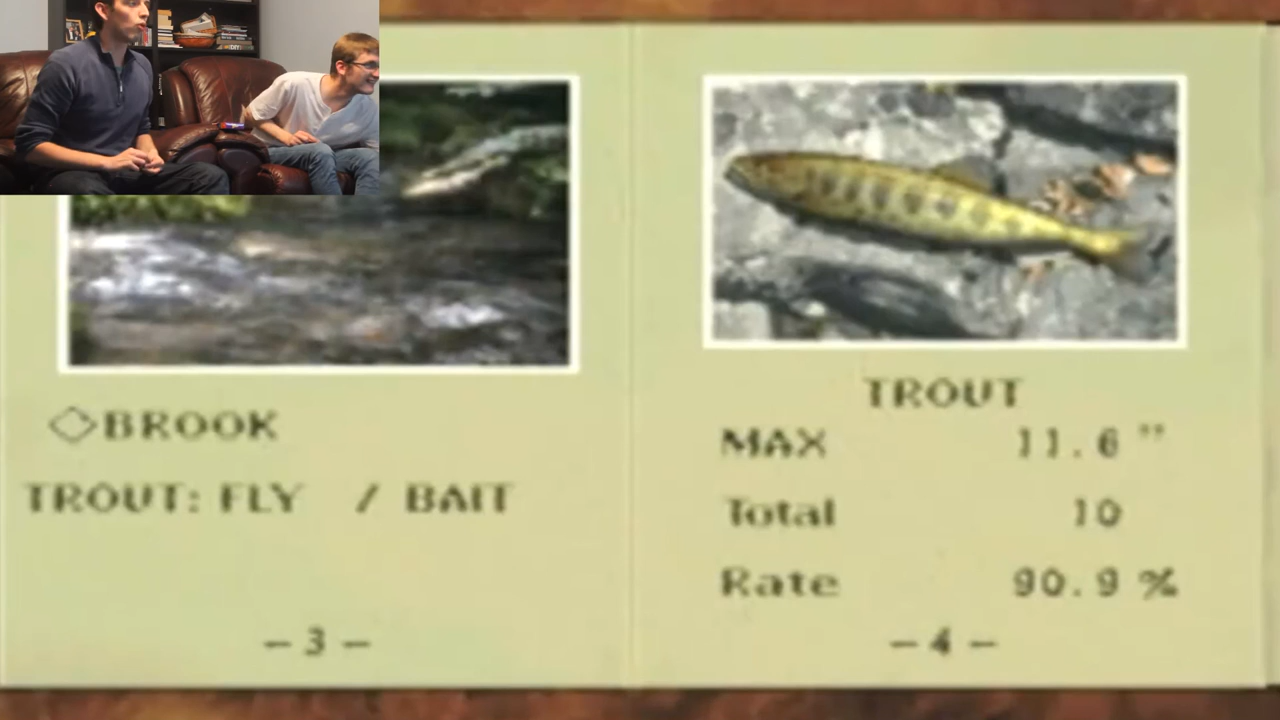 ◇BROOK
TROUT: FLY / BAIT
— 3 —
TROUT
MAX 11.6 "
Total 10
Rate 90.9 %
— 4 —